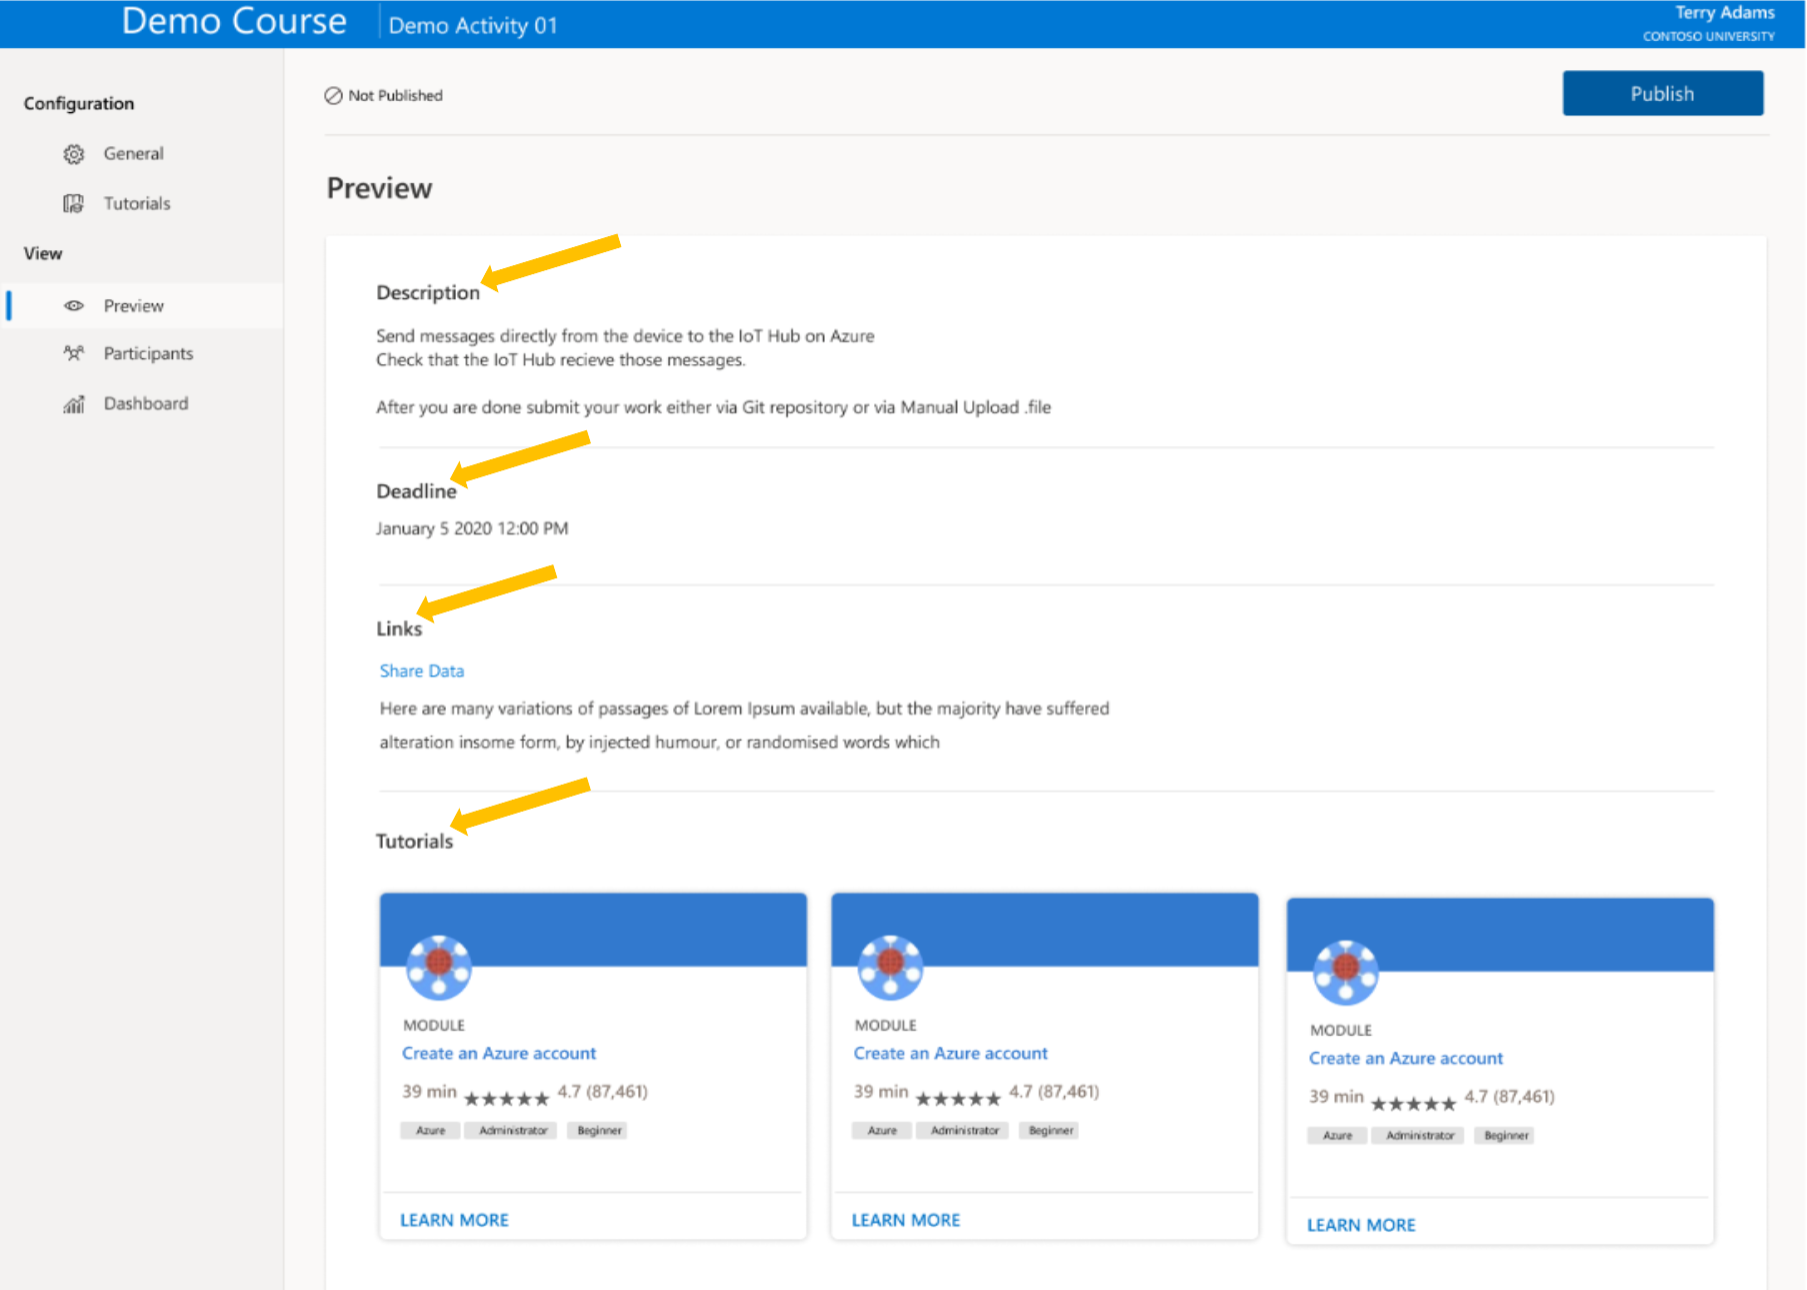 Demo Course
Demo Activity 01
Terry Adams
CONTOSO UNIVERSITY
Configuration
General
Tutorials
View
Preview
Participants
Dashboard
Not Published
Publish
Preview
Description
Send messages directly from the device to the IoT Hub on Azure
Check that the IoT Hub recieve those messages.
After you are done submit your work either via Git repository or via Manual Upload .file
Deadline
January 5 2020 12:00 PM
Links
Share Data
Here are many variations of passages of Lorem Ipsum available, but the majority have suffered
alteration insome form, by injected humour, or randomised words which
Tutorials
MODULE
Create an Azure account
39 min ★★★★★ 4.7 (87,461)
Azure Administrator Beginner
LEARN MORE
MODULE
Create an Azure account
39 min ★★★★★ 4.7 (87,461)
Azure Administrator Beginner
LEARN MORE
MODULE
Create an Azure account
39 min ★★★★★ 4.7 (87,461)
Azure Administrator Beginner
LEARN MORE